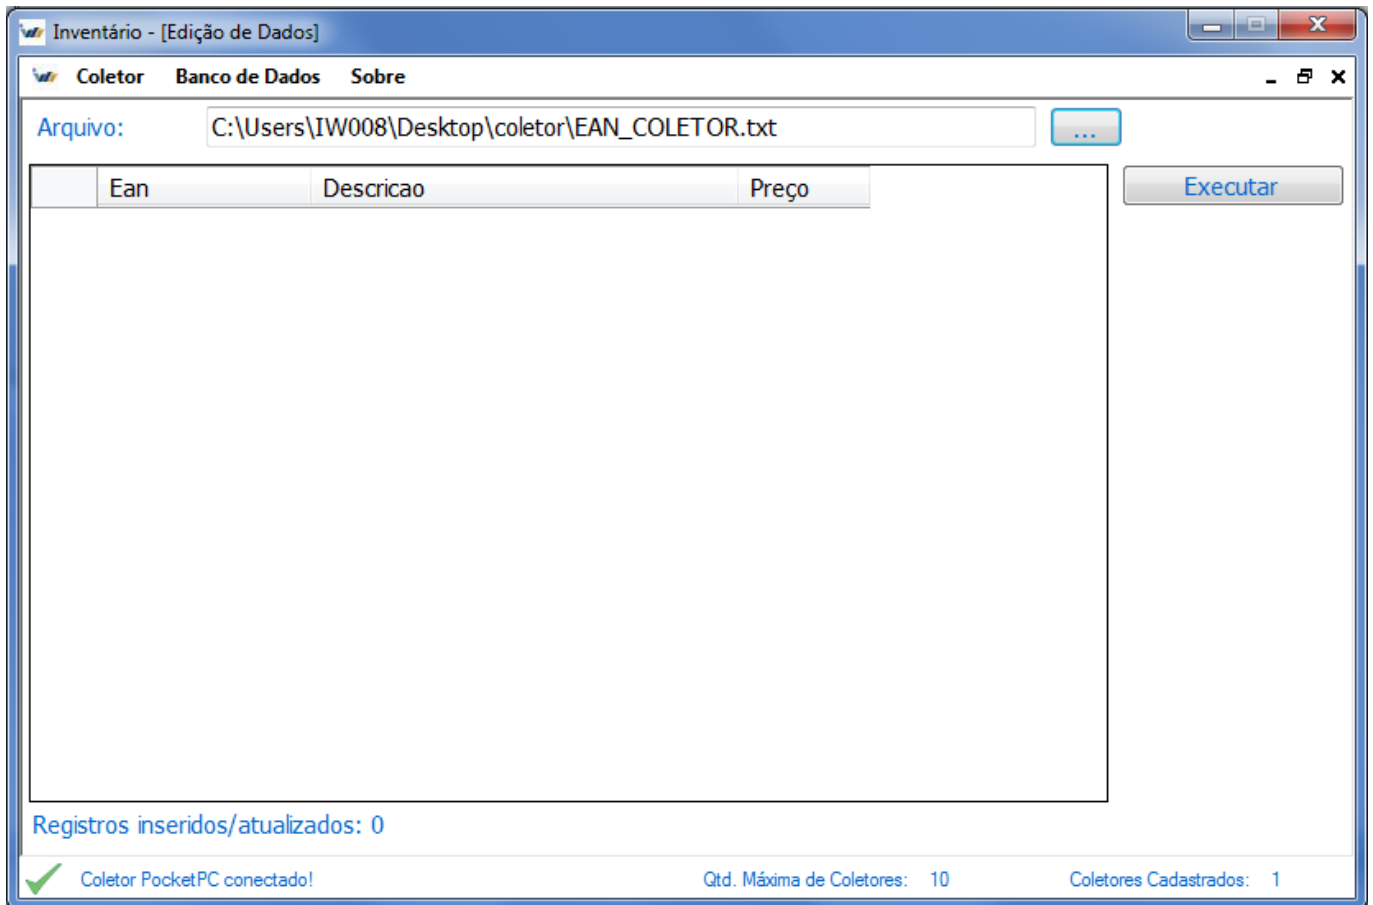 Inventário - [Edição de Dados]
Coletor Banco de Dados Sobre
Arquivo: C:\Users\IW008\Desktop\coletor\EAN_COLETOR.txt ...
Ean Descricao Preço
Executar
Registros inseridos/atualizados: 0
Coletor PocketPC conectado! Qtd. Máxima de Coletores: 10 Coletores Cadastrados: 1